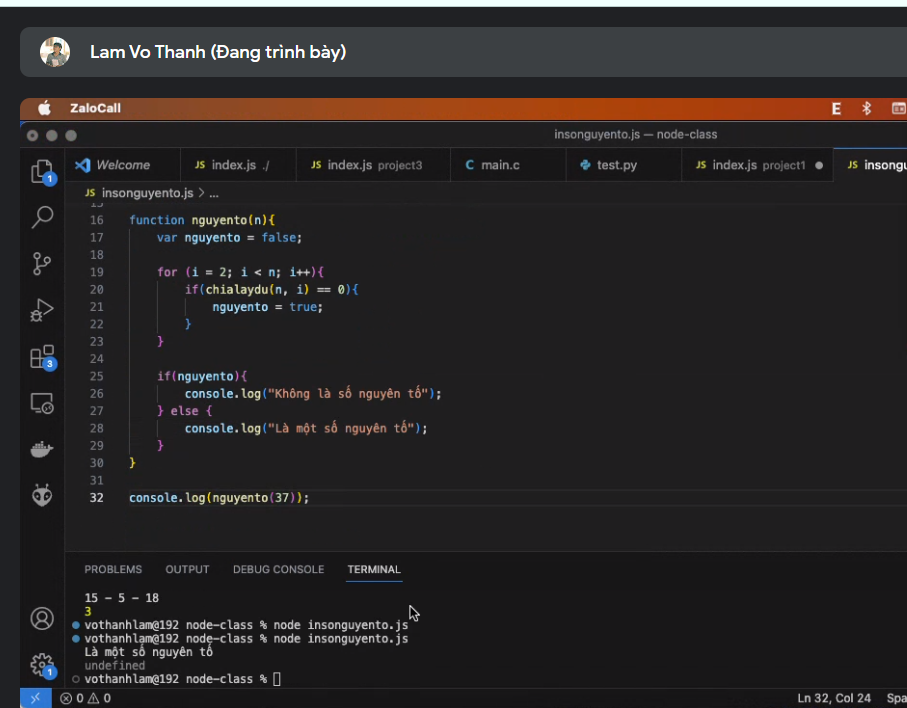 Lam Vo Thanh (Đang trình bày)
ZaloCall
E
insonguyento.js — node-class
Welcome
JS index.js ./
JS index.js project3
C main.c
test.py
JS index.js project1
JS insongu
JS insonguyento.js > ...
15
16 function nguyento(n){
17 var nguyento = false;
18
19 for (i = 2; i < n; i++){
20 if(chialaydu(n, i) == 0){
21 nguyento = true;
22 }
23 }
24
25 if(nguyento){
26 console.log("Không là số nguyên tố");
27 } else {
28 console.log("Là một số nguyên tố");
29 }
30 }
31
32 console.log(nguyento(37));
1
3
1
PROBLEMS OUTPUT DEBUG CONSOLE TERMINAL
15 - 5 - 18
3
vothanhlam@192 node-class % node insonguyento.js
vothanhlam@192 node-class % node insonguyento.js
Là một số nguyên tố
undefined
vothanhlam@192 node-class %
0 0
Ln 32, Col 24 Spa